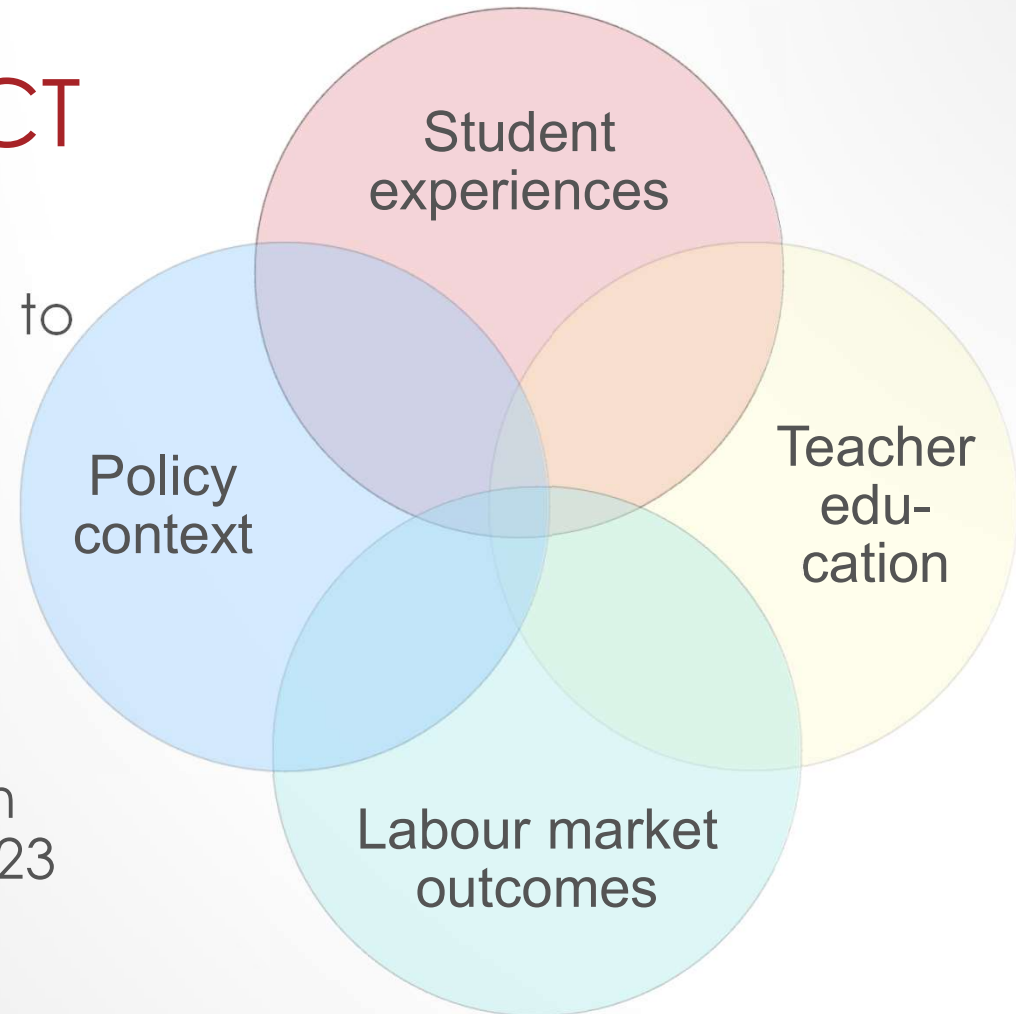 CT
to
n
23
Student
experiences
Policy
context
Teacher
edu-
cation
Labour market
outcomes